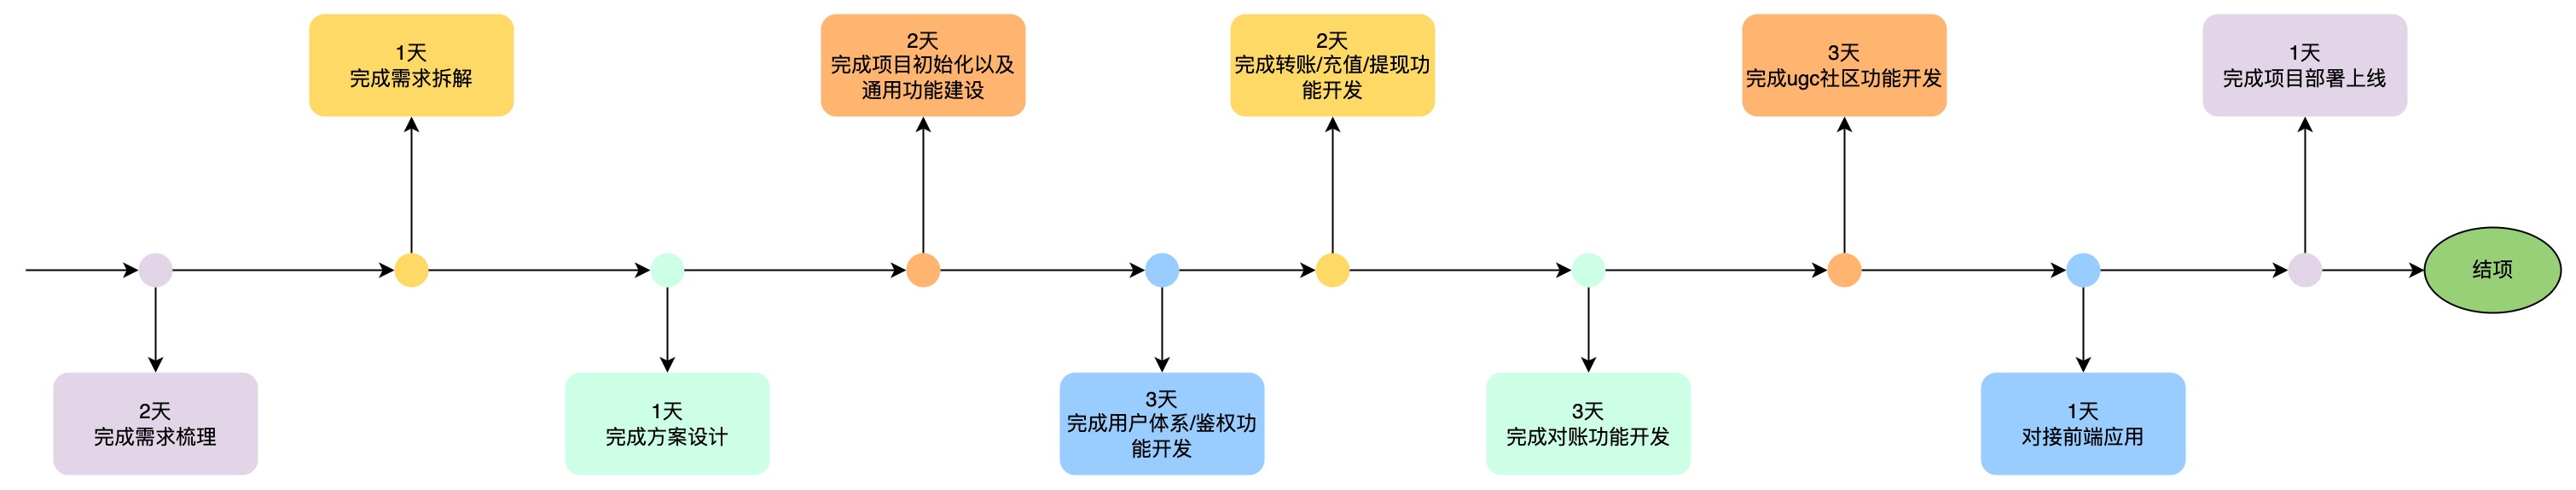 1天
完成需求拆解
2天
完成项目初始化以及
通用功能建设
2天
完成转账/充值/提现功
能开发
3天
完成ugc社区功能开发
1天
完成项目部署上线
结项
2天
完成需求梳理
1天
完成方案设计
3天
完成用户体系/鉴权功
能开发
3天
完成对账功能开发
1天
对接前端应用